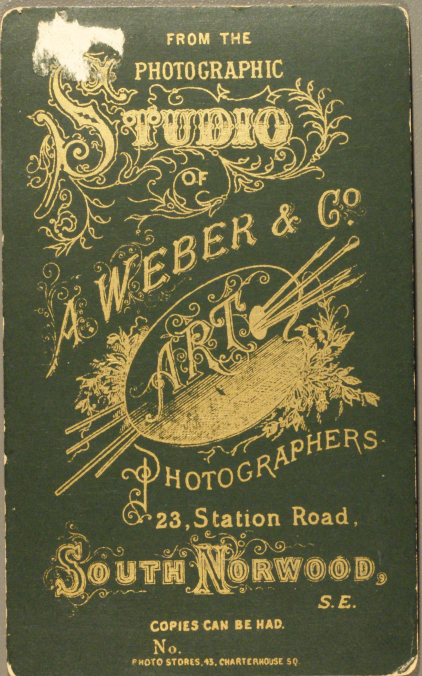 FROM THE
PHOTOGRAPHIC
STUDIO
OF
A. WEBER & Co
ART
PHOTOGRAPHERS
23, Station Road,
SOUTH NORWOOD,
S.E.
COPIES CAN BE HAD.
No.
PHOTO STORES, 43, CHARTERHOUSE SQ